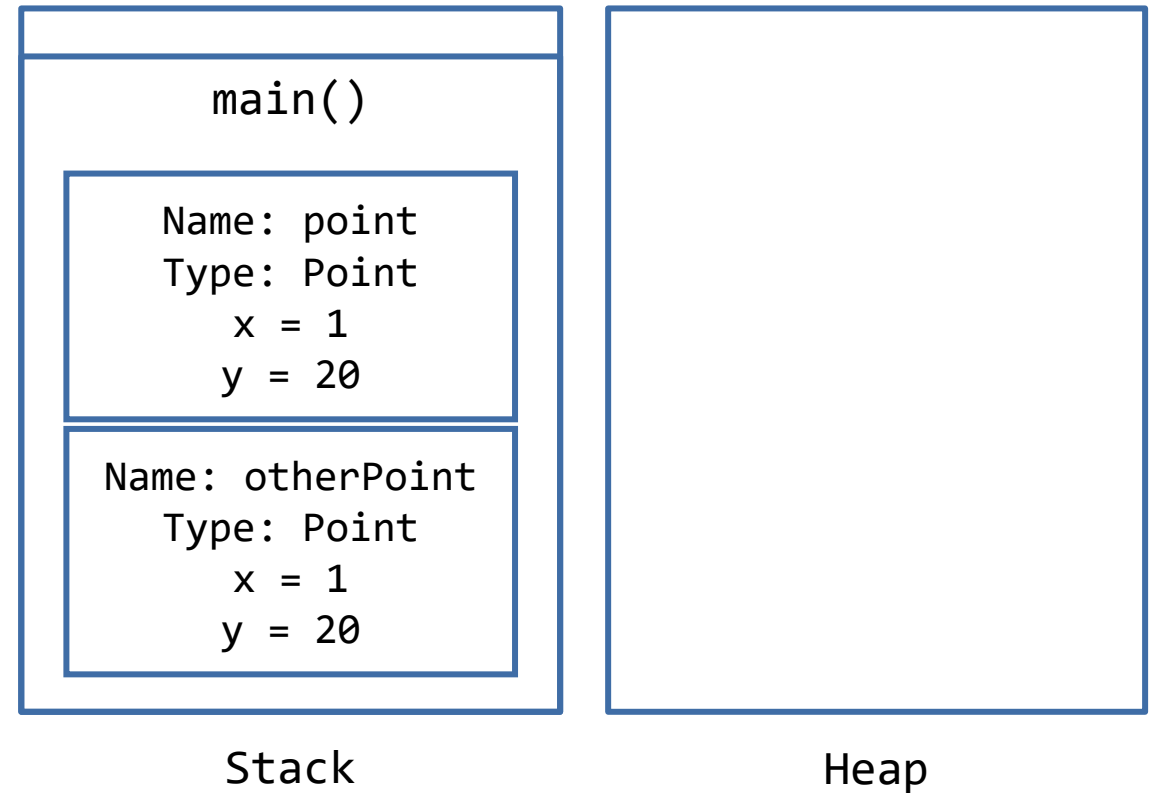 main()
Name: point
Type: Point
x = 1
y = 20
Name: otherPoint
Type: Point
x = 1
y = 20
Stack
Heap